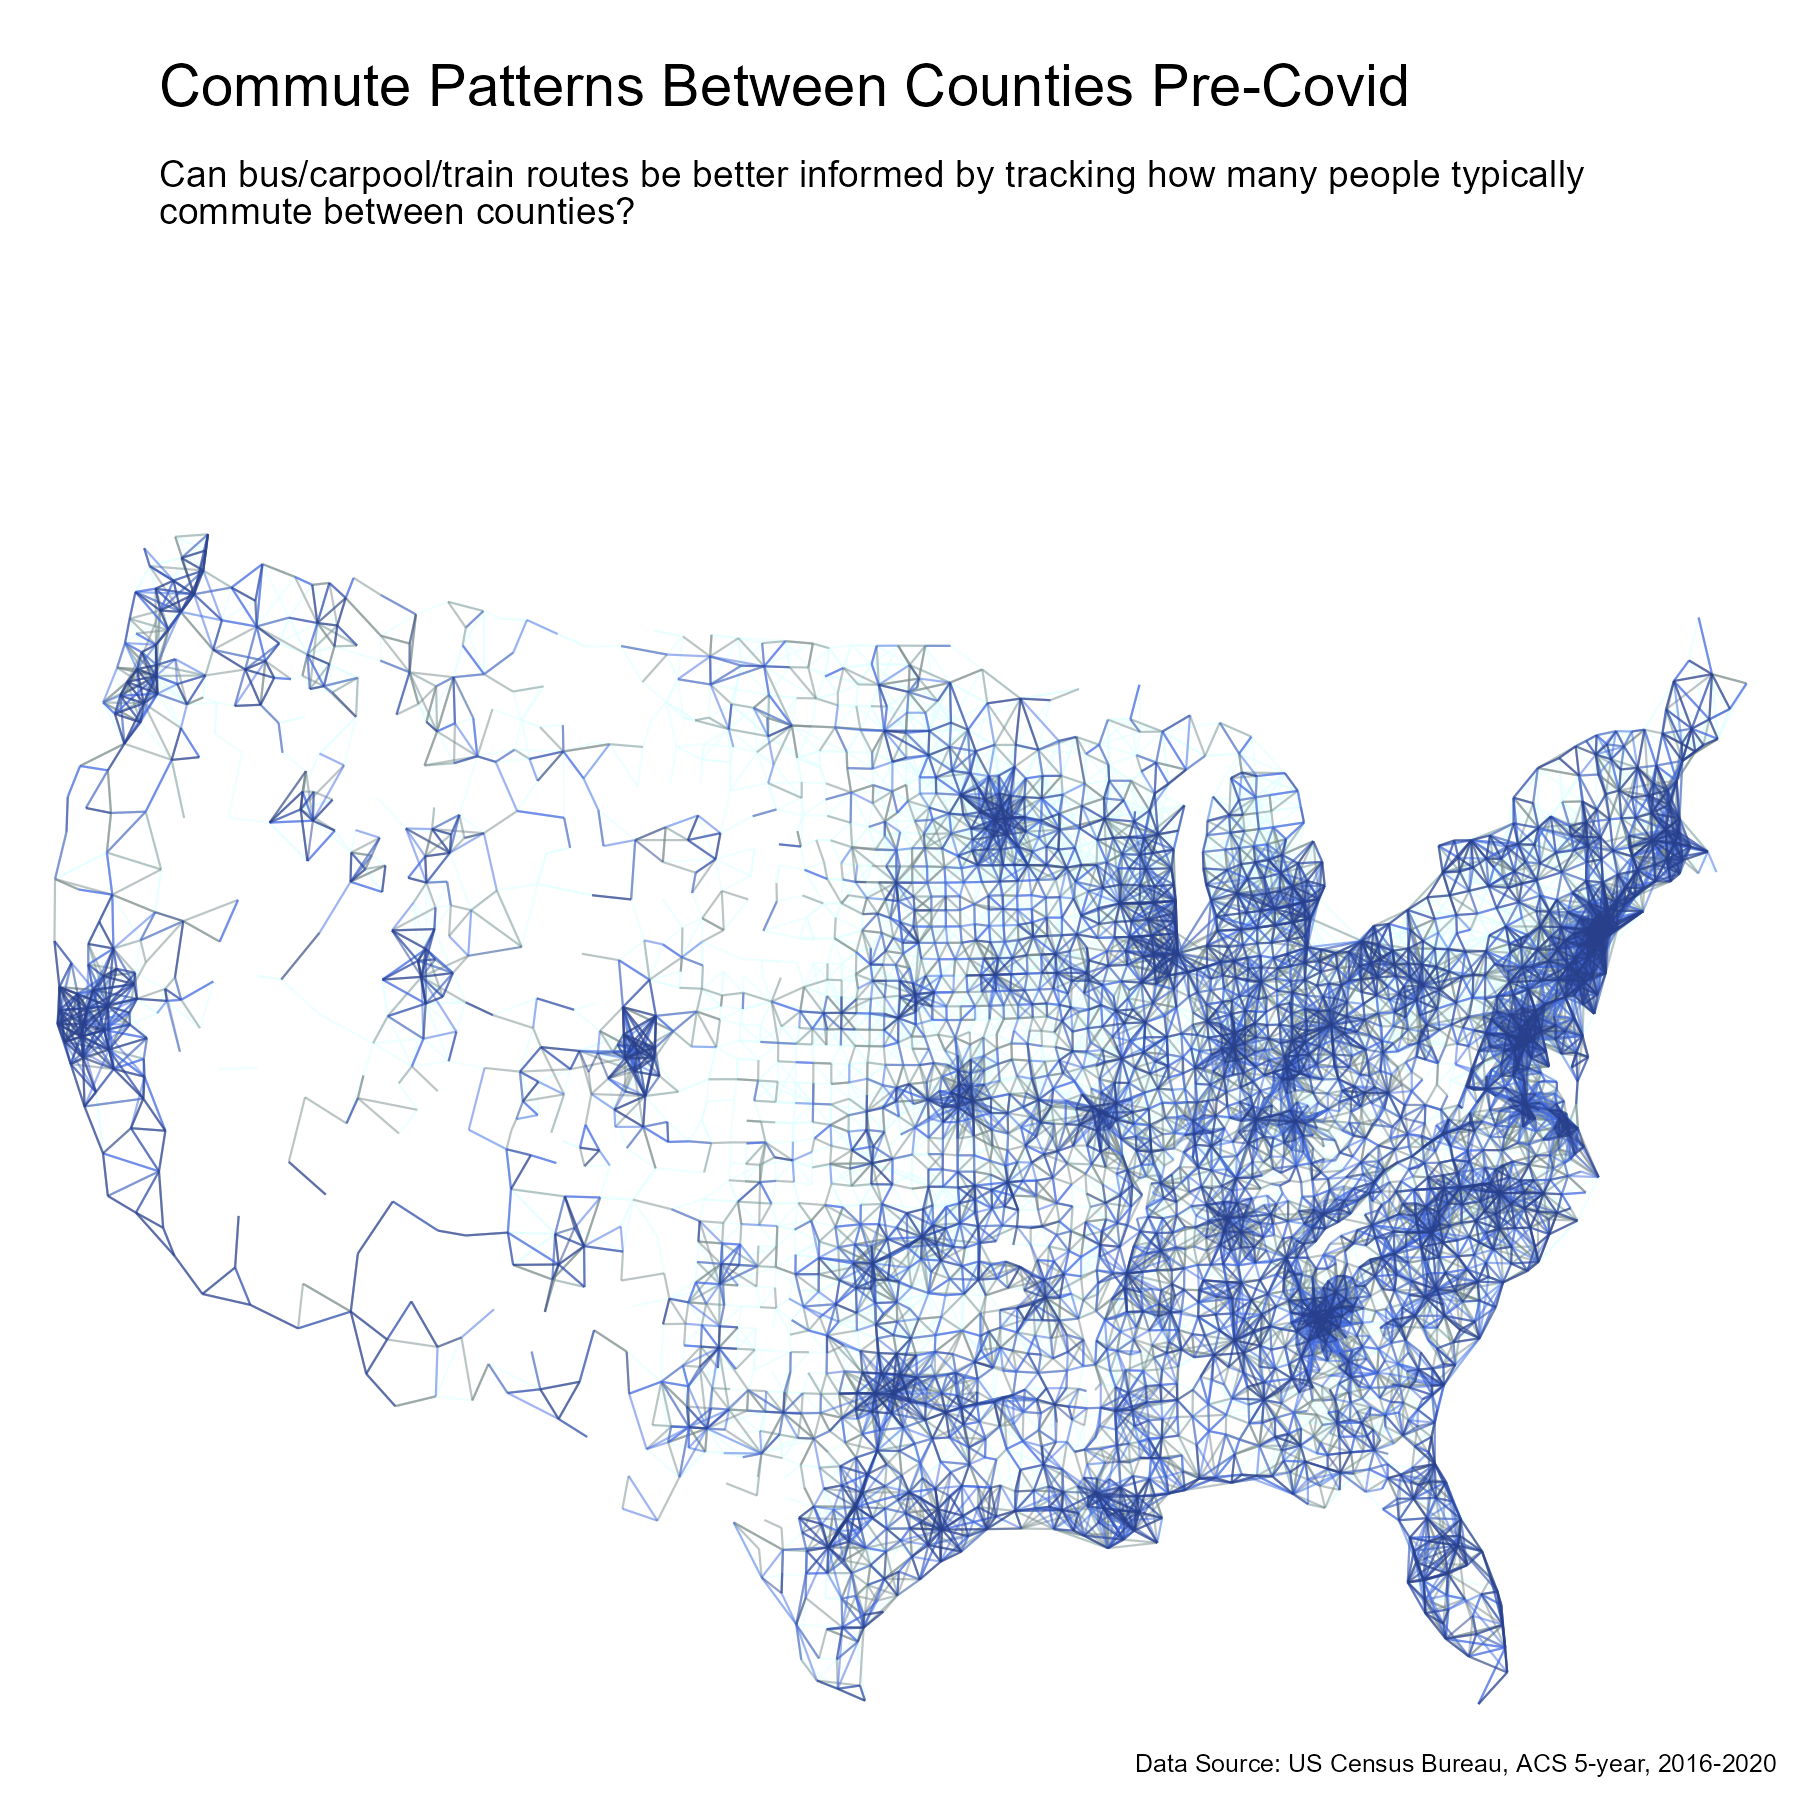 Commute Patterns Between Counties Pre-Covid
Can bus/carpool/train routes be better informed by tracking how many people typically
commute between counties?
Data Source: US Census Bureau, ACS 5-year, 2016-2020